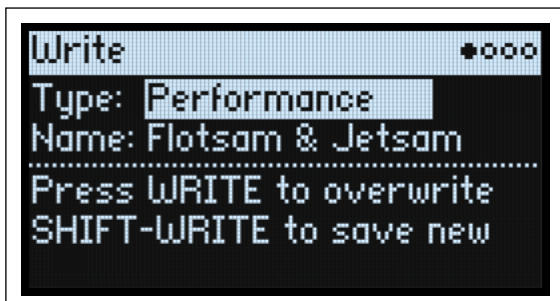 Write
Type: Performance
Name: Flotsam & Jetsam
Press WRITE to overwrite
SHIFT-WRITE to save new